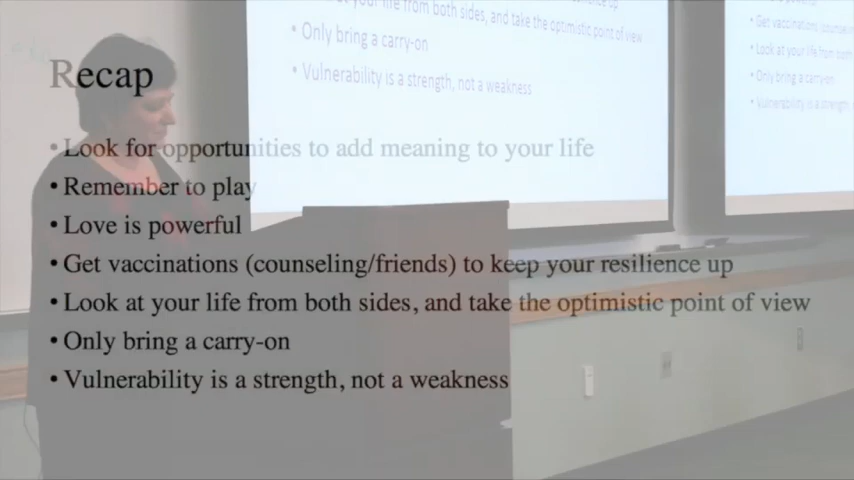 Recap
• Look for opportunities to add meaning to your life
• Remember to play
• Love is powerful
• Get vaccinations (counseling/friends) to keep your resilience up
• Look at your life from both sides, and take the optimistic point of view
• Only bring a carry-on
• Vulnerability is a strength, not a weakness
your life from both sides, and take the optimistic point of view
• Only bring a carry-on
• Vulnerability is a strength, not a weakness
• Get vaccinations
• Look at your life from both
• Only bring a carry-on
• Vulnerability is a strength